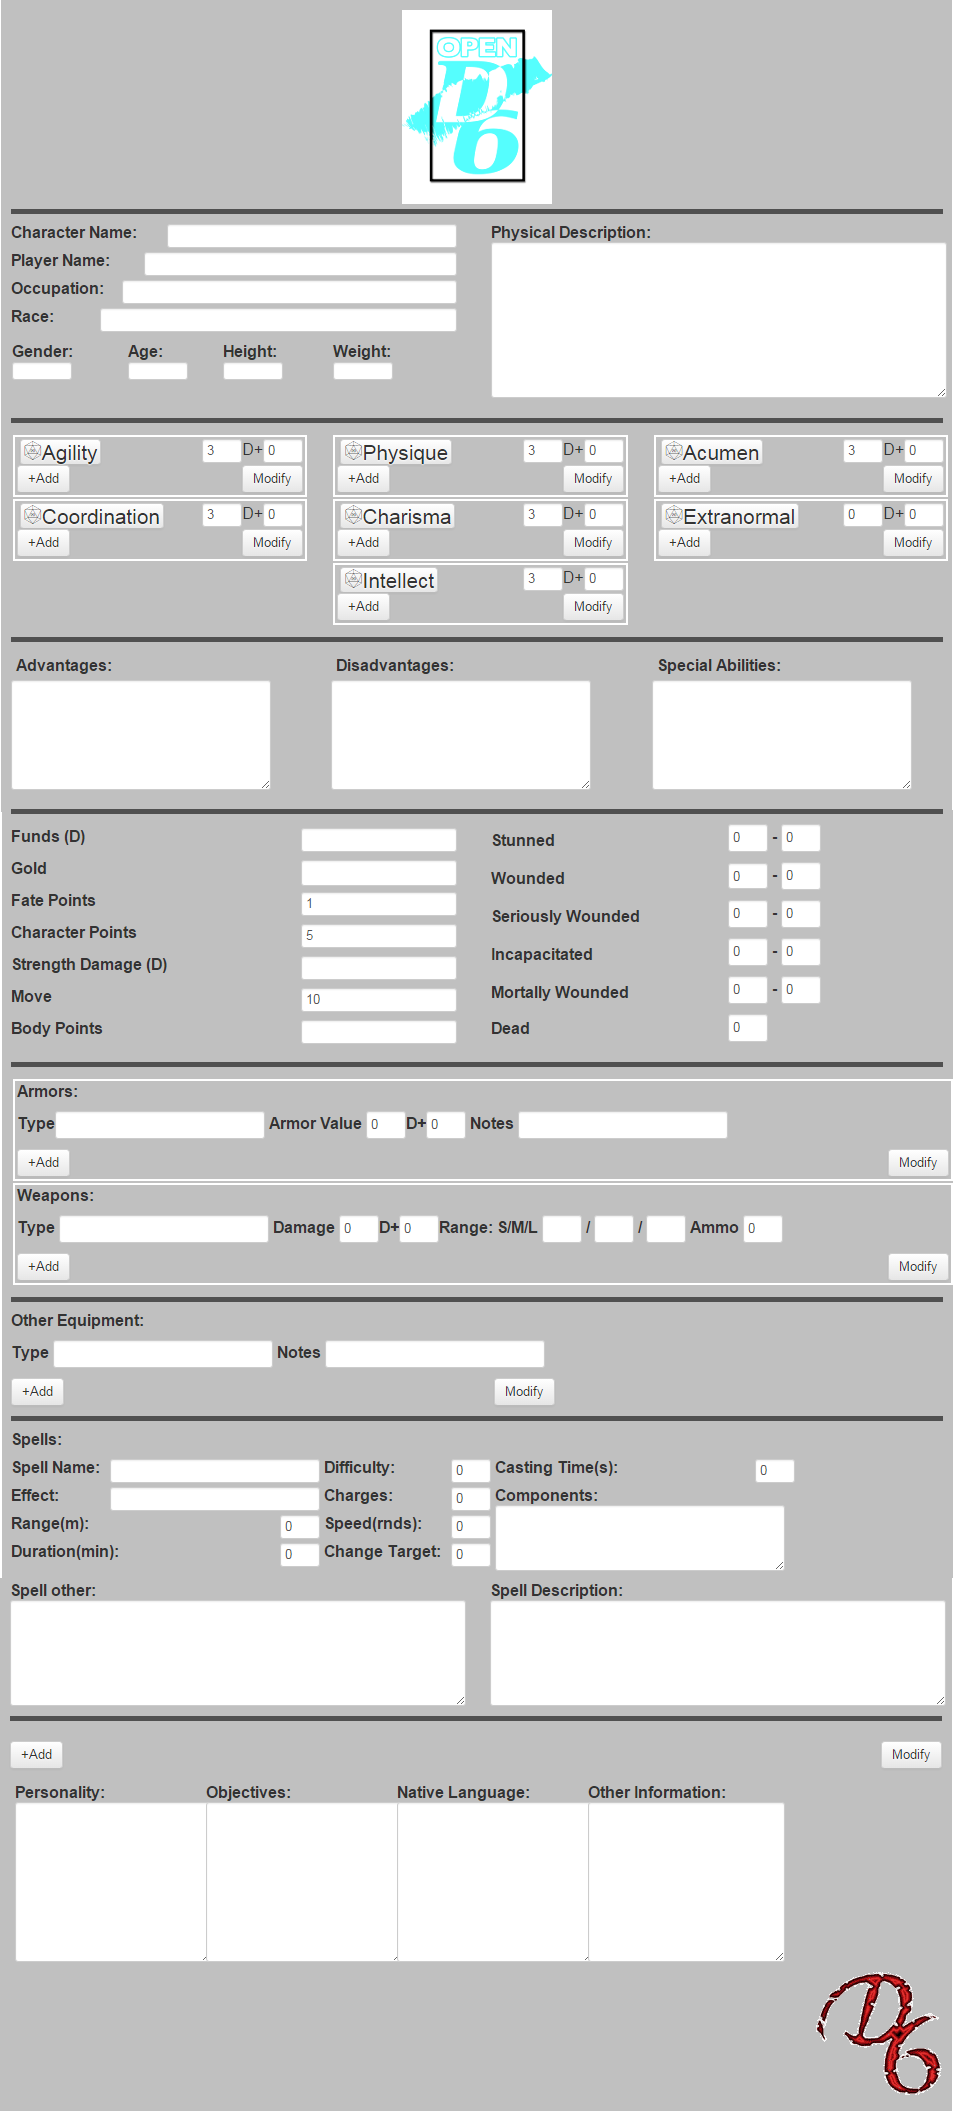 OPEN
D6
Character Name:
Physical Description:
Player Name:
Occupation:
Race:
Gender: Age: Height: Weight:
Agility 3 D+ 0
+Add Modify
Physique 3 D+ 0
+Add Modify
Acumen 3 D+ 0
+Add Modify
Coordination 3 D+ 0
+Add Modify
Charisma 3 D+ 0
+Add Modify
Extranormal 0 D+ 0
+Add Modify
Intellect 3 D+ 0
+Add Modify
Advantages: Disadvantages: Special Abilities:
Funds (D)
Gold
Fate Points 1
Character Points 5
Strength Damage (D)
Move 10
Body Points
Stunned 0 - 0
Wounded 0 - 0
Seriously Wounded 0 - 0
Incapacitated 0 - 0
Mortally Wounded 0 - 0
Dead 0
Armors:
Type Armor Value 0 D+ 0 Notes
+Add Modify
Weapons:
Type Damage 0 D+ 0 Range: S/M/L / / Ammo 0
+Add Modify
Other Equipment:
Type Notes
+Add Modify
Spells:
Spell Name: Difficulty: 0 Casting Time(s): 0
Effect: Charges: 0 Components:
Range(m): 0 Speed(rnds): 0
Duration(min): 0 Change Target: 0
Spell other: Spell Description:
+Add Modify
Personality: Objectives: Native Language: Other Information:
D6